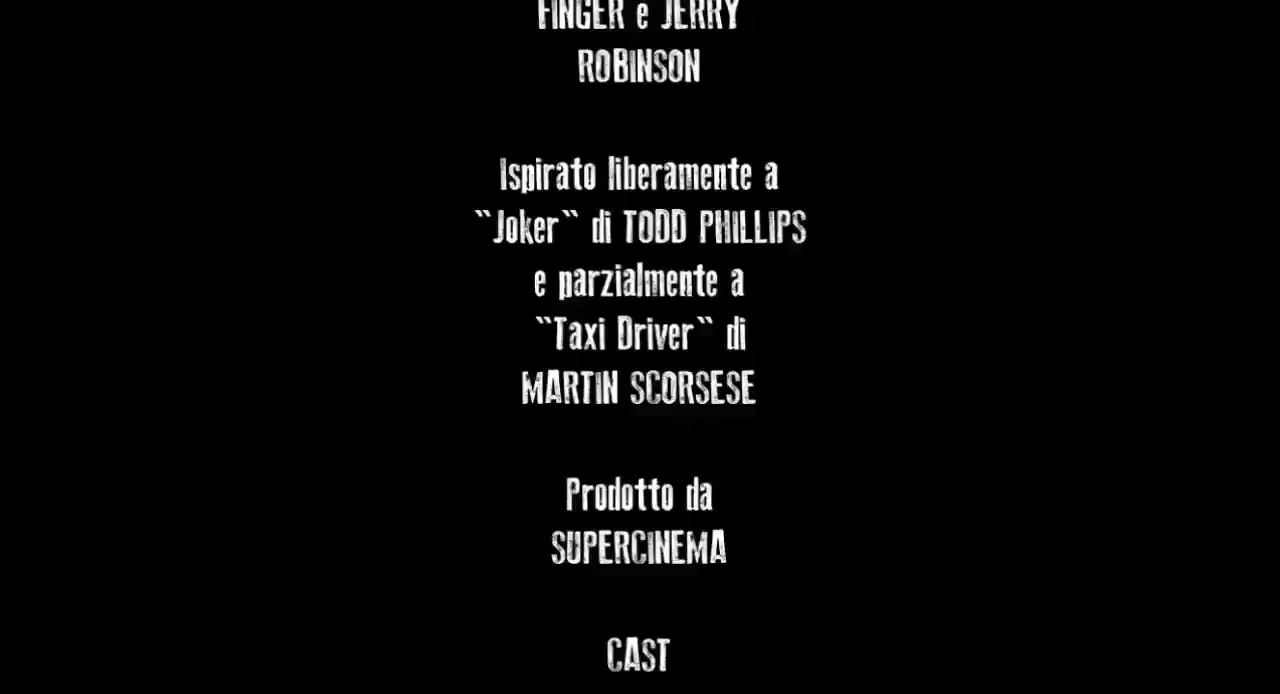 FINGER e JERRY
ROBINSON
Ispirato liberamente a
``Joker`` di TODD PHILLIPS
e parzialmente a
``Taxi Driver`` di
MARTIN SCORSESE
Prodotto da
SUPERCINEMA
CAST